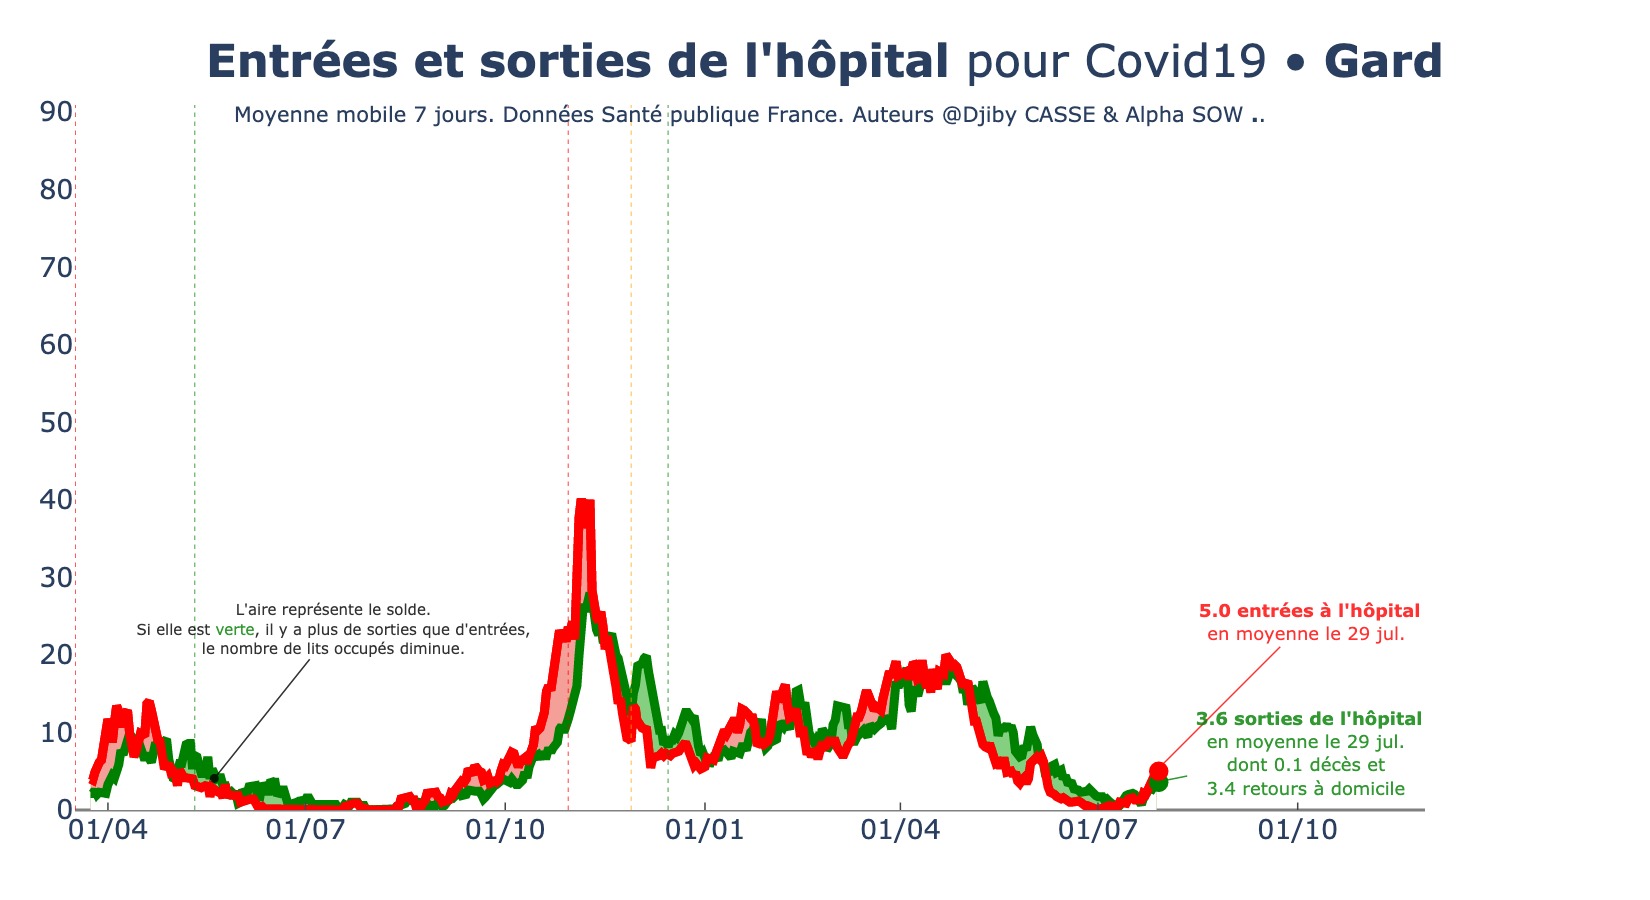 Entrées et sorties de l'hôpital pour Covid19 • Gard
Moyenne mobile 7 jours. Données Santé publique France. Auteurs @Djiby CASSE & Alpha SOW ..
90
80
70
60
50
40
30
20
10
0
L'aire représente le solde.
Si elle est verte, il y a plus de sorties que d'entrées,
le nombre de lits occupés diminue.
5.0 entrées à l'hôpital
en moyenne le 29 jul.
3.6 sorties de l'hôpital
en moyenne le 29 jul.
dont 0.1 décès et
3.4 retours à domicile
01/04 01/07 01/10 01/01 01/04 01/07 01/10